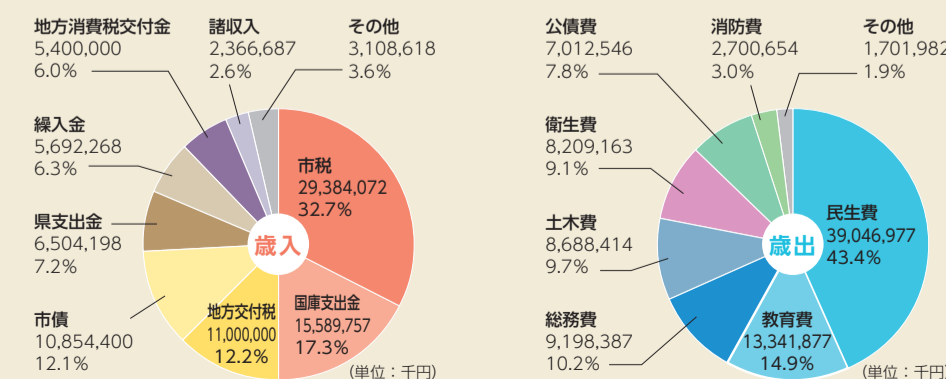 地方消費税交付金
5,400,000
6.0%
諸収入
2,366,687
2.6%
その他
3,108,618
3.6%
繰入金
5,692,268
6.3%
県支出金
6,504,198
7.2%
市債
10,854,400
12.1%
地方交付税
11,000,000
12.2%
国庫支出金
15,589,757
17.3%
市税
29,384,072
32.7%
歳入
(単位：千円)
公債費
7,012,546
7.8%
消防費
2,700,654
3.0%
その他
1,701,982
1.9%
衛生費
8,209,163
9.1%
土木費
8,688,414
9.7%
総務費
9,198,387
10.2%
教育費
13,341,877
14.9%
民生費
39,046,977
43.4%
歳出
(単位：千円)